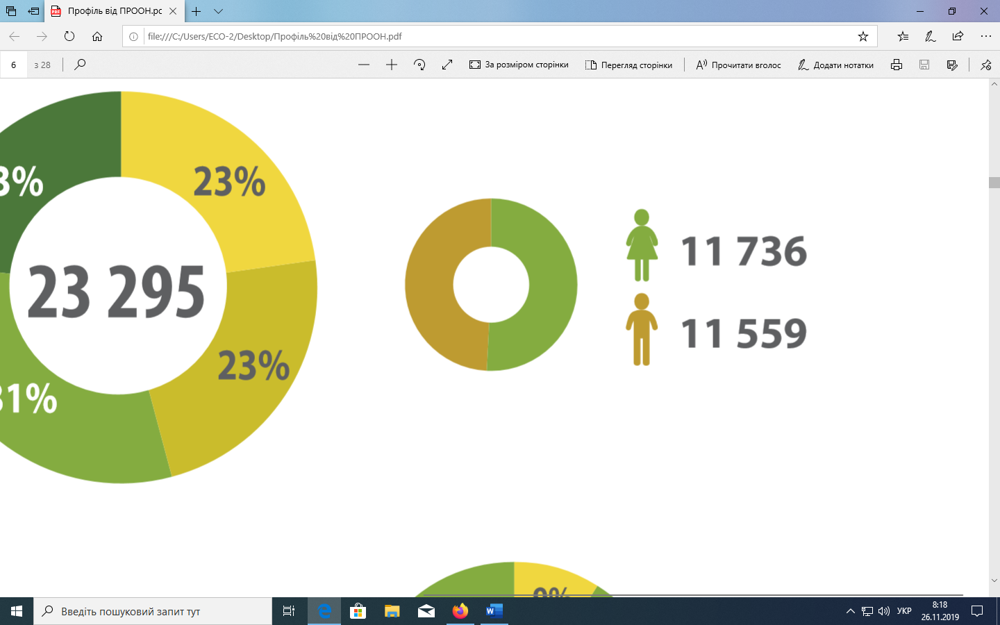 Профіль від ПРООН.pc
file:///C:/Users/ECO-2/Desktop/Профіль%20від%20ПРООН.pdf
6 з 28
За розміром сторінки
Перегляд сторінки
Прочитати вголос
Додати нотатки
3%
23%
23 295
23%
31%
11 736
11 559
Введіть пошуковий запит тут
УКР
8:18
26.11.2019